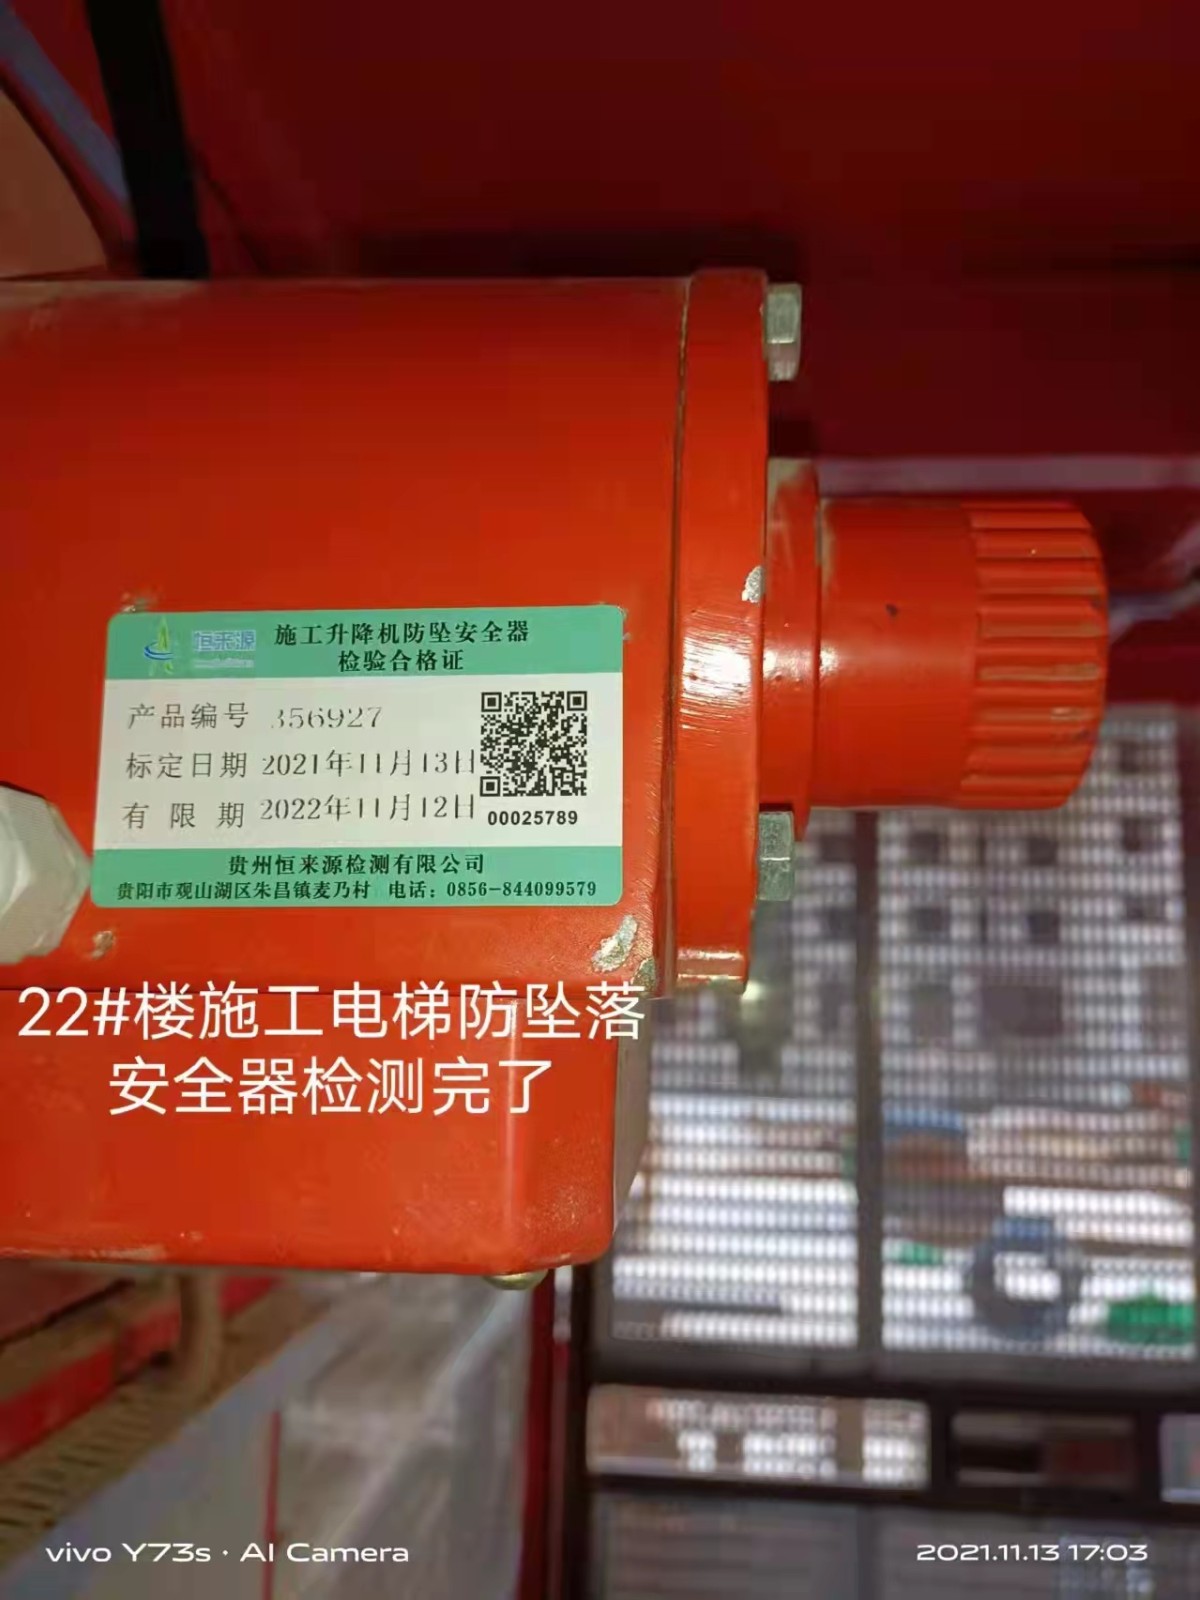 恒来源
施工升降机防坠安全器
检验合格证
产品编号 356927
标定日期 2021年11月13日
有限期 2022年11月12日
00025789
贵州恒来源检测有限公司
贵阳市观山湖区朱昌镇麦乃村 电话：0856-844099579
22#楼施工电梯防坠落
安全器检测完了
vivo Y73s · AI Camera
2021.11.13 17:03